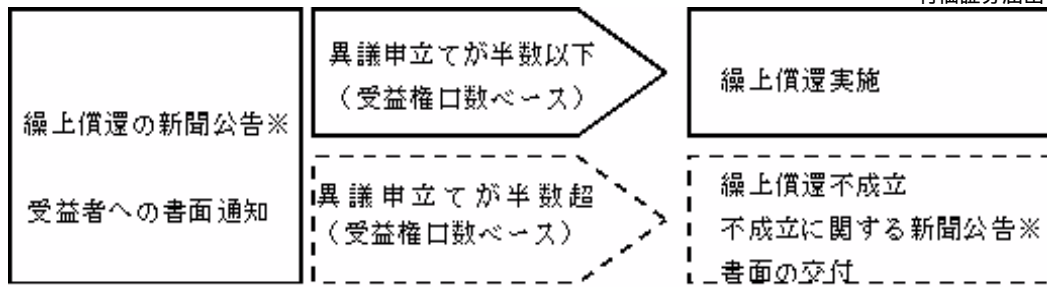 繰上償還の新聞公告※
受益者への書面通知
異議申立てが半数以下
（受益権口数ベース）
繰上償還実施
異議申立てが半数超
（受益権口数ベース）
繰上償還不成立
不成立に関する新聞公告※
書面の交付